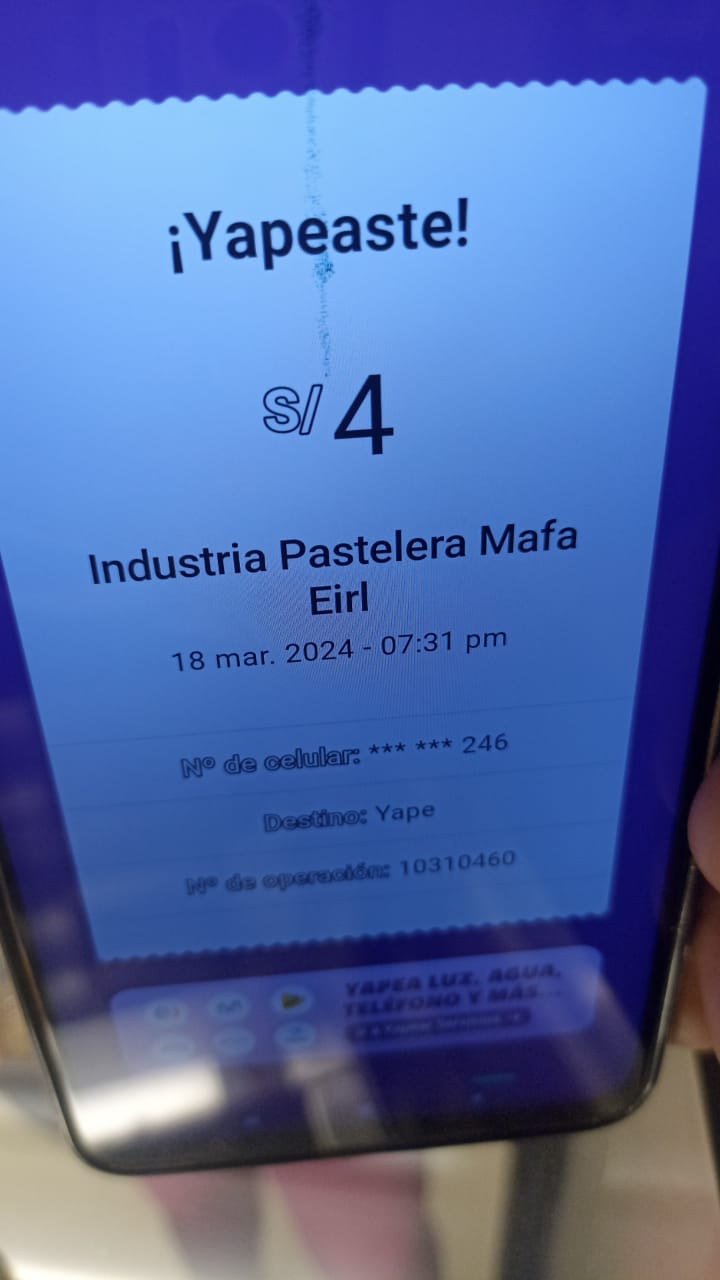 ¡Yapeaste!
S/ 4
Industria Pastelera Mafa
Eirl
18 mar. 2024 - 07:31 pm
Nº de celular: *** *** 246
Destino: Yape
Nº de operación: 10310460
YAPEA LUZ, AGUA,
TELÉFONO Y MÁS...